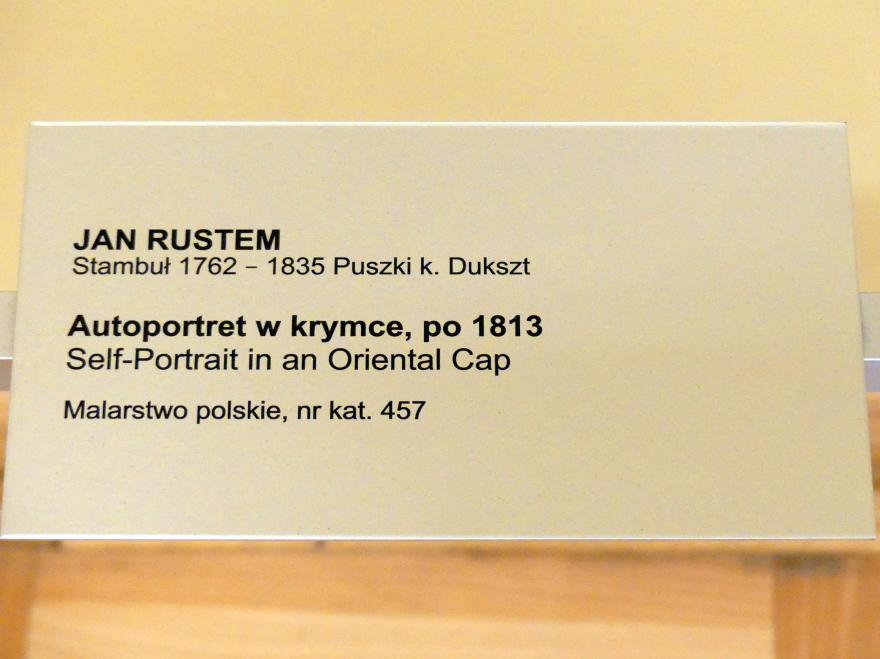 JAN RUSTEM
Stambuł 1762 – 1835 Puszki k. Dukszt
Autoportret w krymce, po 1813
Self-Portrait in an Oriental Cap
Malarstwo polskie, nr kat. 457